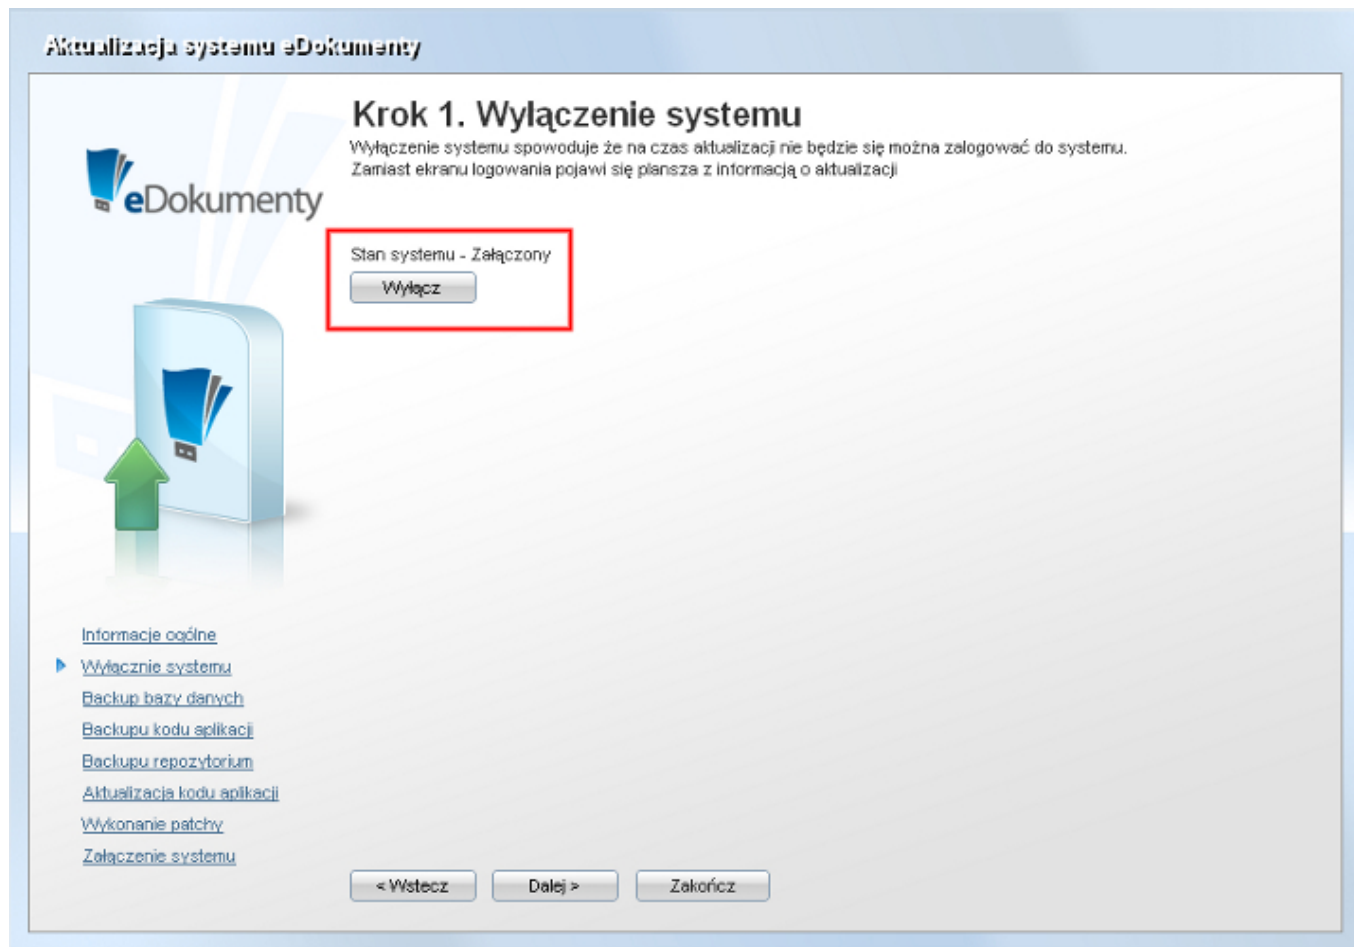 Aktualizacja systemu eDokumenty
Krok 1. Wyłączenie systemu
Wyłączenie systemu spowoduje że na czas aktualizacji nie będzie się można zalogować do systemu.
Zamiast ekranu logowania pojawi się plansza z informacją o aktualizacji
eDokumenty
Stan systemu - Załączony
Wyłącz
Informacje ogólne
Wyłącznie systemu
Backup bazy danych
Backupu kodu aplikacji
Backupu repozytorium
Aktualizacja kodu aplikacji
Wykonanie patchy
Załączenie systemu
< Wstecz
Dalej >
Zakończ